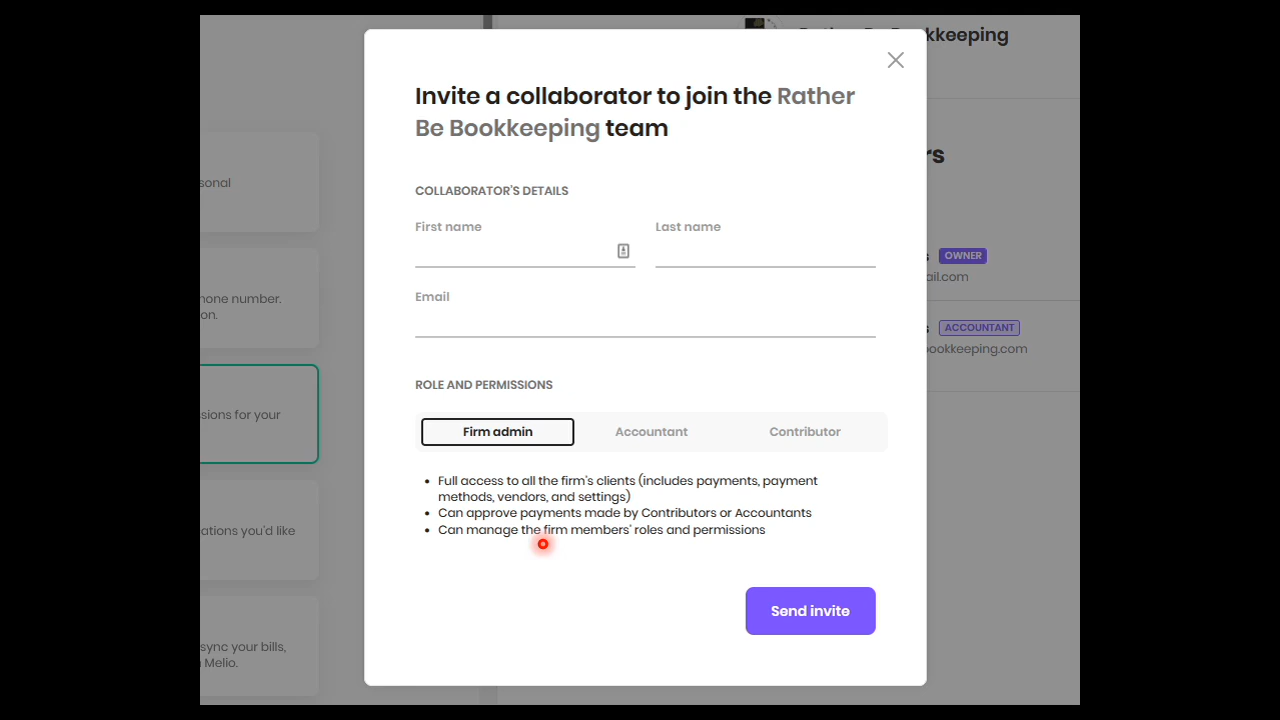 kkeeping
Invite a collaborator to join the Rather
Be Bookkeeping team
rs
sonal
COLLABORATOR'S DETAILS
First name
Last name
OWNER
ail.com
Email
hone number.
on.
ACCOUNTANT
bookkeeping.com
ROLE AND PERMISSIONS
sions for your
Firm admin
Accountant
Contributor
Full access to all the firm's clients (includes payments, payment
methods, vendors, and settings)
Can approve payments made by Contributors or Accountants
Can manage the firm members' roles and permissions
ations you'd like
Send invite
sync your bills,
Melio.